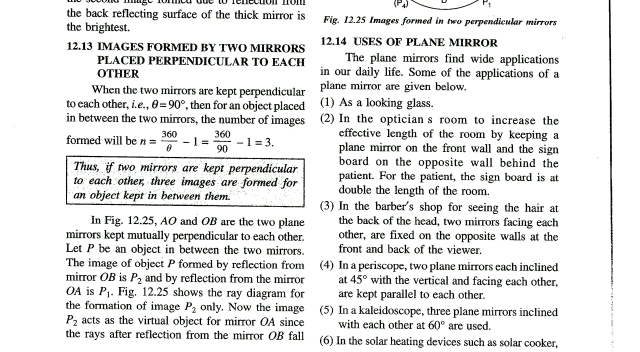 the back reflecting surface of the thick mirror is
the brightest.
12.13 IMAGES FORMED BY TWO MIRRORS
PLACED PERPENDICULAR TO EACH
OTHER
When the two mirrors are kept perpendicular
to each other, i.e., θ = 90°, then for an object placed
in between the two mirrors, the number of images
formed will be n = 360/θ − 1 = 360/90 − 1 = 3.
Thus, if two mirrors are kept perpendicular
to each other, three images are formed for
an object kept in between them.
In Fig. 12.25, AO and OB are the two plane
mirrors kept mutually perpendicular to each other.
Let P be an object in between the two mirrors.
The image of object P formed by reflection from
mirror OB is P₂ and by reflection from the mirror
OA is P₁. Fig. 12.25 shows the ray diagram for
the formation of image P₂ only. Now the image
P₂ acts as the virtual object for mirror OA since
the rays after reflection from the mirror OB fall
P₁
Fig. 12.25 Images formed in two perpendicular mirrors
12.14 USES OF PLANE MIRROR
The plane mirrors find wide applications
in our daily life. Some of the applications of a
plane mirror are given below.
(1) As a looking glass.
(2) In the optician s room to increase the
effective length of the room by keeping a
plane mirror on the front wall and the sign
board on the opposite wall behind the
patient. For the patient, the sign board is at
double the length of the room.
(3) In the barber's shop for seeing the hair at
the back of the head, two mirrors facing each
other, are fixed on the opposite walls at the
front and back of the viewer.
(4) In a periscope, two plane mirrors each inclined
at 45° with the vertical and facing each other,
are kept parallel to each other.
(5) In a kaleidoscope, three plane mirrors inclined
with each other at 60° are used.
(6) In the solar heating devices such as solar cooker,